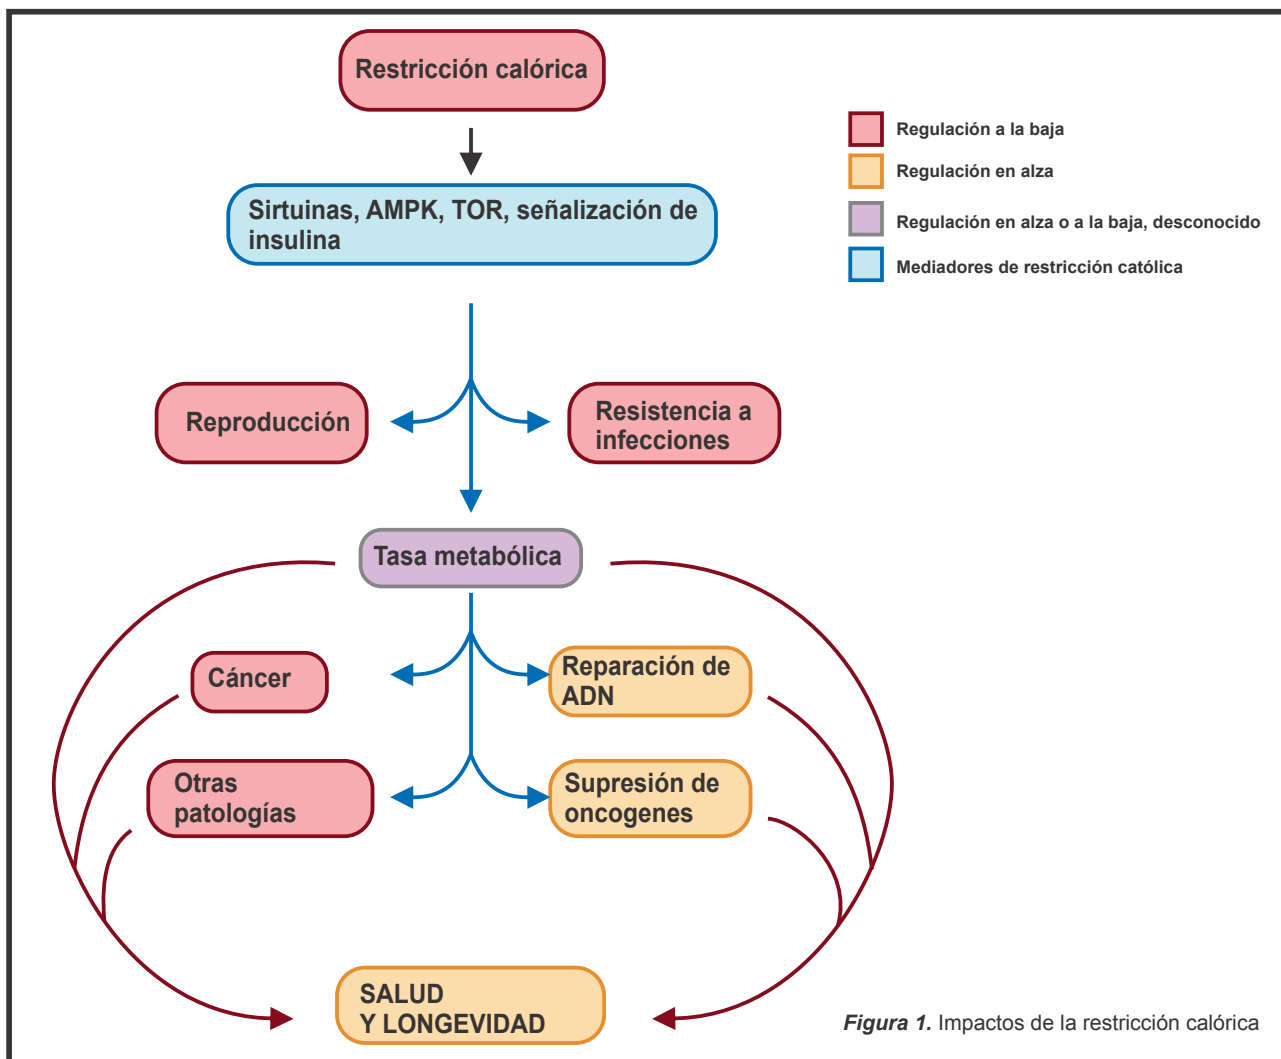 Restricción calórica
Regulación a la baja
Regulación en alza
Regulación en alza o a la baja, desconocido
Mediadores de restricción católica
Sirtuinas, AMPK, TOR, señalización de
insulina
Reproducción
Resistencia a
infecciones
Tasa metabólica
Cáncer
Reparación de
ADN
Otras
patologías
Supresión de
oncogenes
SALUD
Y LONGEVIDAD
Figura 1. Impactos de la restricción calórica